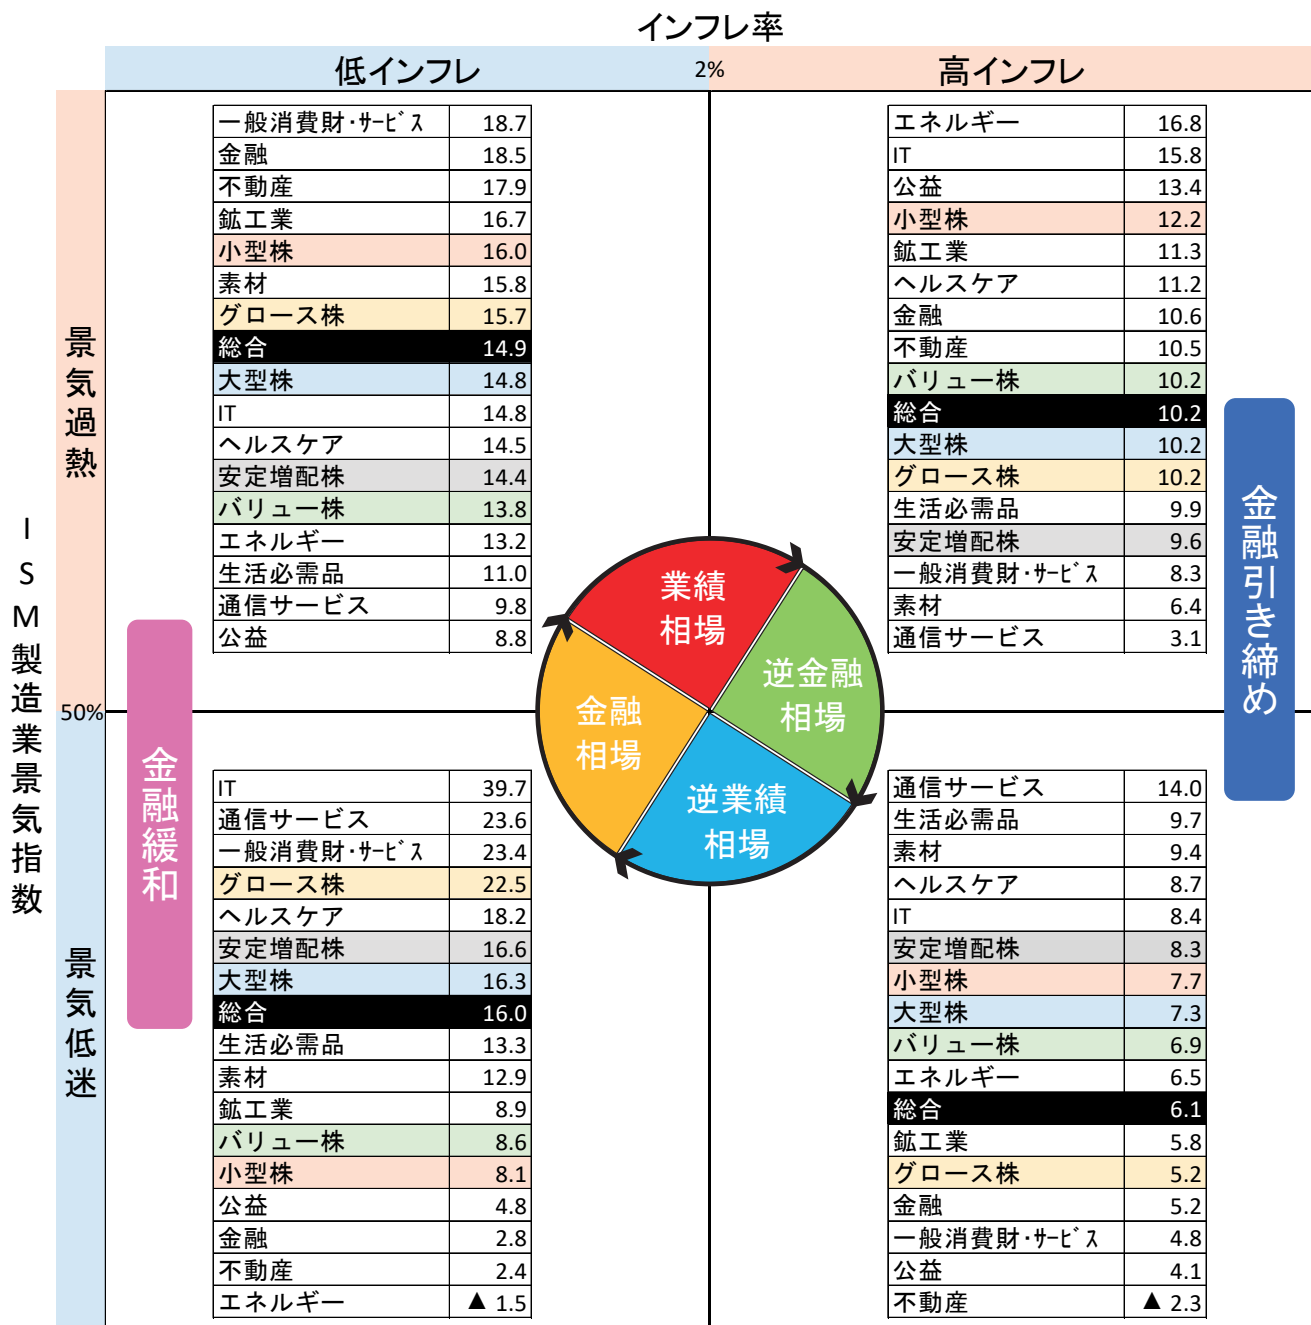 インフレ率
低インフレ
2%
高インフレ
ISM製造業景気指数
景気過熱
50%
景気低迷
一般消費財･ｻｰﾋﾞｽ 18.7
金融 18.5
不動産 17.9
鉱工業 16.7
小型株 16.0
素材 15.8
グロース株 15.7
総合 14.9
大型株 14.8
IT 14.8
ヘルスケア 14.5
安定増配株 14.4
バリュー株 13.8
エネルギー 13.2
生活必需品 11.0
通信サービス 9.8
公益 8.8
エネルギー 16.8
IT 15.8
公益 13.4
小型株 12.2
鉱工業 11.3
ヘルスケア 11.2
金融 10.6
不動産 10.5
バリュー株 10.2
総合 10.2
大型株 10.2
グロース株 10.2
生活必需品 9.9
安定増配株 9.6
一般消費財･ｻｰﾋﾞｽ 8.3
素材 6.4
通信サービス 3.1
金融引き締め
業績
相場
逆金融
相場
金融
相場
逆業績
相場
金融緩和
IT 39.7
通信サービス 23.6
一般消費財･ｻｰﾋﾞｽ 23.4
グロース株 22.5
ヘルスケア 18.2
安定増配株 16.6
大型株 16.3
総合 16.0
生活必需品 13.3
素材 12.9
鉱工業 8.9
バリュー株 8.6
小型株 8.1
公益 4.8
金融 2.8
不動産 2.4
エネルギー ▲ 1.5
通信サービス 14.0
生活必需品 9.7
素材 9.4
ヘルスケア 8.7
IT 8.4
安定増配株 8.3
小型株 7.7
大型株 7.3
バリュー株 6.9
エネルギー 6.5
総合 6.1
鉱工業 5.8
グロース株 5.2
金融 5.2
一般消費財･ｻｰﾋﾞｽ 4.8
公益 4.1
不動産 ▲ 2.3